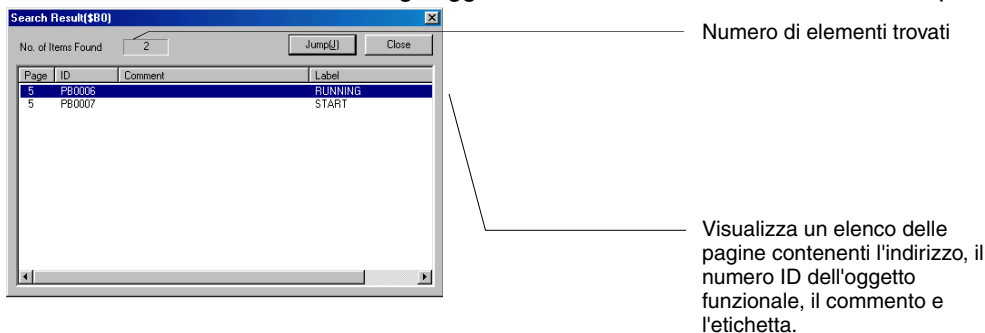 Search Result($B0)
No. of Items Found 2 Jump(J) Close
Numero di elementi trovati
Page ID Comment Label
5 PB0006 RUNNING
5 PB0007 START
Visualizza un elenco delle
pagine contenenti l'indirizzo, il
numero ID dell'oggetto
funzionale, il commento e
l'etichetta.